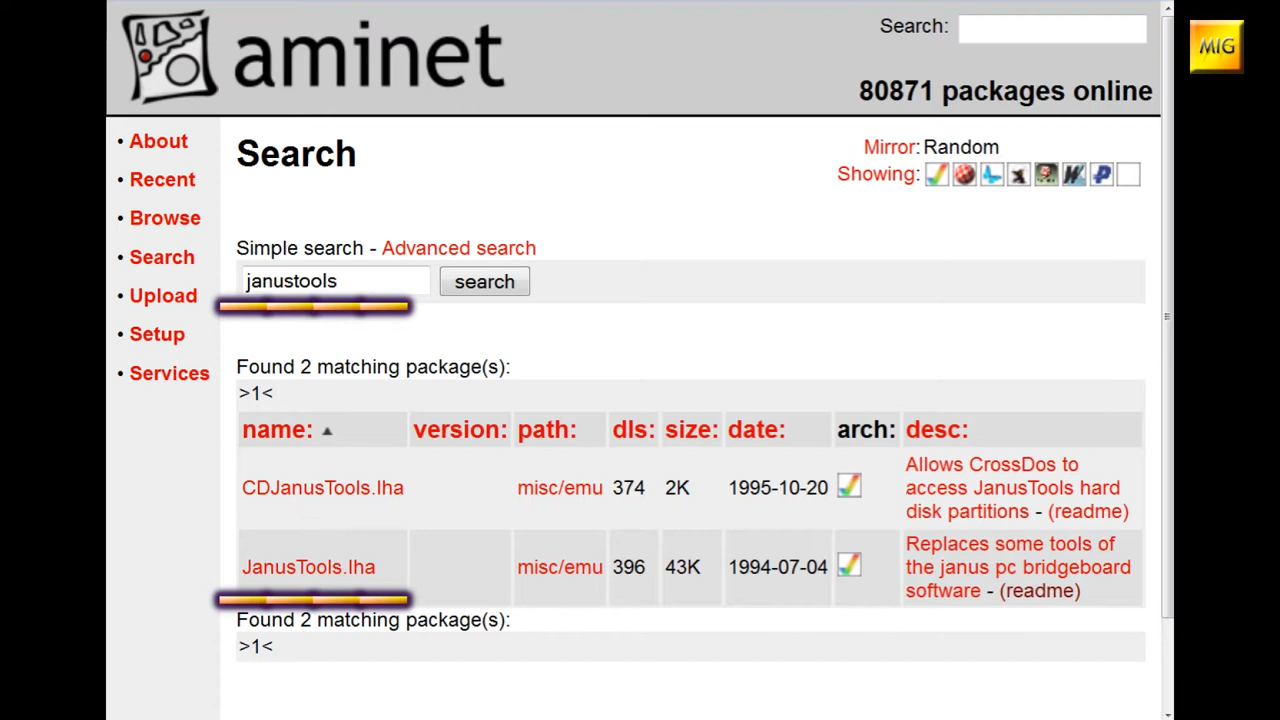 aminet
Search:
80871 packages online
MIG
• About
• Recent
• Browse
• Search
• Upload
• Setup
• Services
Search
Mirror: Random
Showing:
Simple search - Advanced search
janustools
search
Found 2 matching package(s):
>1<
name: version: path: dls: size: date: arch: desc:
CDJanusTools.lha misc/emu 374 2K 1995-10-20 Allows CrossDos to
access JanusTools hard
disk partitions - (readme)
JanusTools.lha misc/emu 396 43K 1994-07-04 Replaces some tools of
the janus pc bridgeboard
software - (readme)
Found 2 matching package(s):
>1<